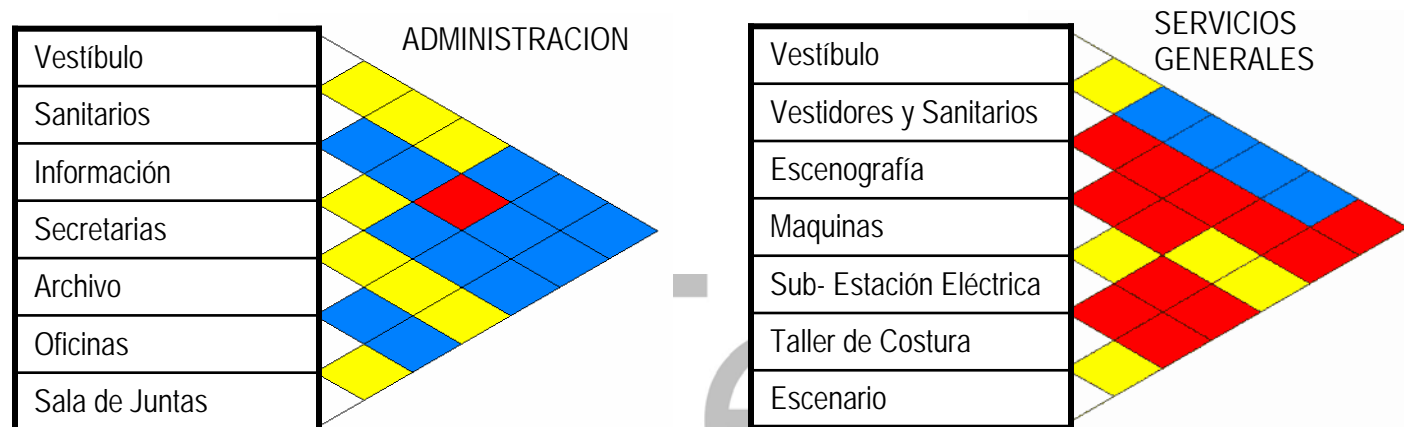 ADMINISTRACION
Vestíbulo
Sanitarios
Información
Secretarias
Archivo
Oficinas
Sala de Juntas
SERVICIOS
GENERALES
Vestíbulo
Vestidores y Sanitarios
Escenografía
Maquinas
Sub- Estación Eléctrica
Taller de Costura
Escenario